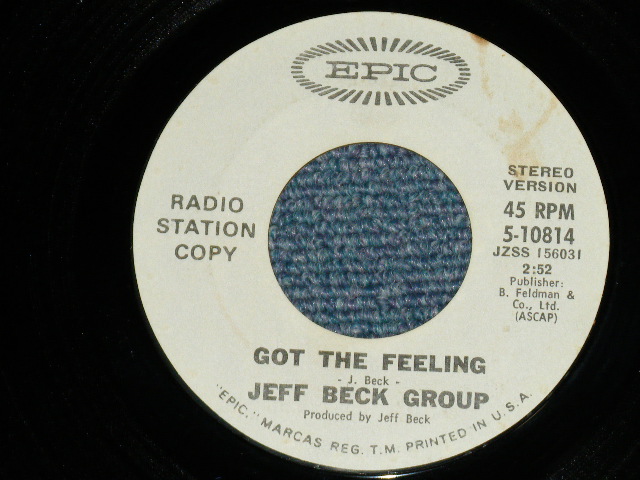 EPIC
RADIO
STATION
COPY
STEREO
VERSION
45 RPM
5-10814
JZSS 156031
2:52
Publisher:
B. Feldman &
Co., Ltd.
(ASCAP)
GOT THE FEELING
- J. Beck -
JEFF BECK GROUP
Produced by Jeff Beck
"EPIC," MARCAS REG. T.M. PRINTED IN U.S.A.